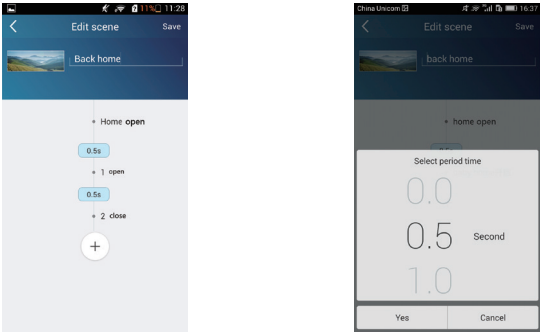 11% 11:28
Edit scene Save
Back home
Home open
0.5s
1 open
0.5s
2 close
+
China Unicom 16:37
Edit scene Save
back home
home open
Select period time
0.0
0.5 Second
1.0
Yes Cancel